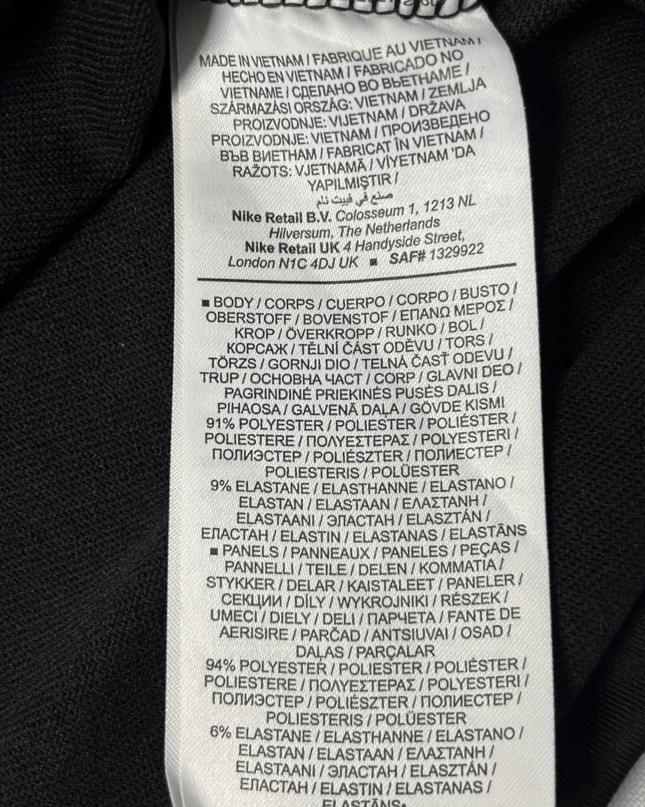 MADE IN VIETNAM / FABRIQUE AU VIETNAM /
HECHO EN VIETNAM / FABRICADO NO
VIETNAME / СДЕЛАНО ВО ВЬЕТНАМЕ /
SZÁRMAZÁSI ORSZÁG: VIETNAM / ZEMLJA
PROIZVODNJE: VIJETNAM / DRŽAVA
PROIZVODNJE: VIETNAM / ПРОИЗВЕДЕНО
ВЪВ ВИЕТНАМ / FABRICAT ÎN VIETNAM /
RAŽOTS: VJETNAMĀ / VİYETNAM 'DA
YAPILMIŞTIR /
صنع في فييت نام
Nike Retail B.V. Colosseum 1, 1213 NL
Hilversum, The Netherlands
Nike Retail UK 4 Handyside Street,
London N1C 4DJ UK ■ SAF# 1329922
■ BODY / CORPS / CUERPO / CORPO / BUSTO /
OBERSTOFF / BOVENSTOF / ΕΠΑΝΩ ΜΕΡΟΣ /
KROP / ÖVERKROPP / RUNKO / BOL /
КОРСАЖ / TĚLNÍ ČÁST ODĚVU / TORS /
TÖRZS / GORNJI DIO / TELNÁ ČASŤ ODEVU /
TRUP / ОСНОВНА ЧАСТ / CORP / GLAVNI DEO /
PAGRINDINĖ PRIEKINĖS PUSĖS DALIS /
PIHAOSA / GALVENĀ DAĻA / GÖVDE KISMI
91% POLYESTER / POLIESTER / POLIÉSTER /
POLIESTERE / ΠΟΛΥΕΣΤΕΡΑΣ / POLYESTERI /
ПОЛИЭСТЕР / POLIÉSZTER / ПОЛИЕСТЕР /
POLIESTERIS / POLÜESTER
9% ELASTANE / ELASTHANNE / ELASTANO /
ELASTAN / ELASTAAN / ΕΛΑΣΤΑΝΗ /
ELASTAANI / ЭЛАСТАН / ELASZTÁN /
ЕЛАСТАН / ELASTIN / ELASTANAS / ELASTĀNS
■ PANELS / PANNEAUX / PANELES / PEÇAS /
PANNELLI / TEILE / DELEN / ΚΟΜΜΑΤΙΑ /
STYKKER / DELAR / KAISTALEET / PANELER /
СЕКЦИИ / DÍLY / WYKROJNIKI / RÉSZEK /
UMECI / DIELY / DELI / ПАРЧЕТА / FANTE DE
AERISIRE / PARČAD / ANTSIUVAI / OSAD /
DAĻAS / PARÇALAR
94% POLYESTER / POLIESTER / POLIÉSTER /
POLIESTERE / ΠΟΛΥΕΣΤΕΡΑΣ / POLYESTERI /
ПОЛИЭСТЕР / POLIÉSZTER / ПОЛИЕСТЕР /
POLIESTERIS / POLÜESTER
6% ELASTANE / ELASTHANNE / ELASTANO /
ELASTAN / ELASTAAN / ΕΛΑΣΤΑΝΗ /
ELASTAANI / ЭЛАСТАН / ELASZTÁN /
ЕЛАСТАН / ELASTIN / ELASTANAS /
ELASTĀNS